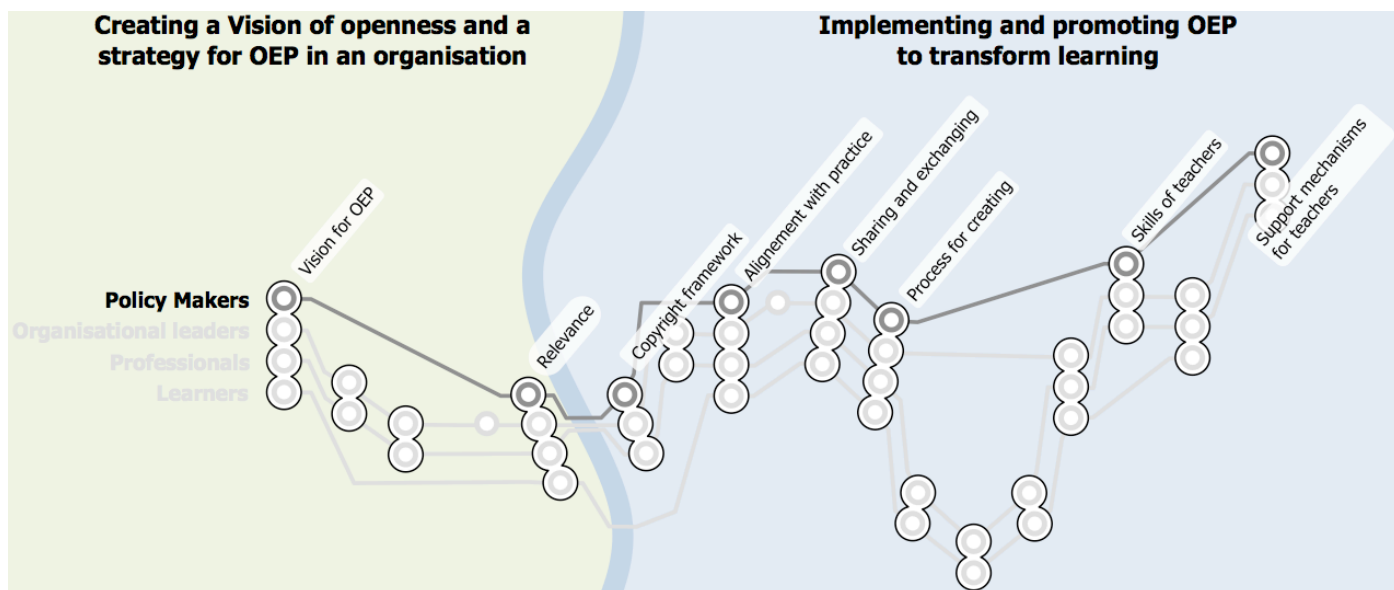 Creating a Vision of openness and a
strategy for OEP in an organisation
Implementing and promoting OEP
to transform learning
Policy Makers
Organisational leaders
Professionals
Learners
Vision for OEP
Relevance
Copyright framework
Alignement with practice
Sharing and exchanging
Process for creating
Skills of teachers
Support mechanisms
for teachers